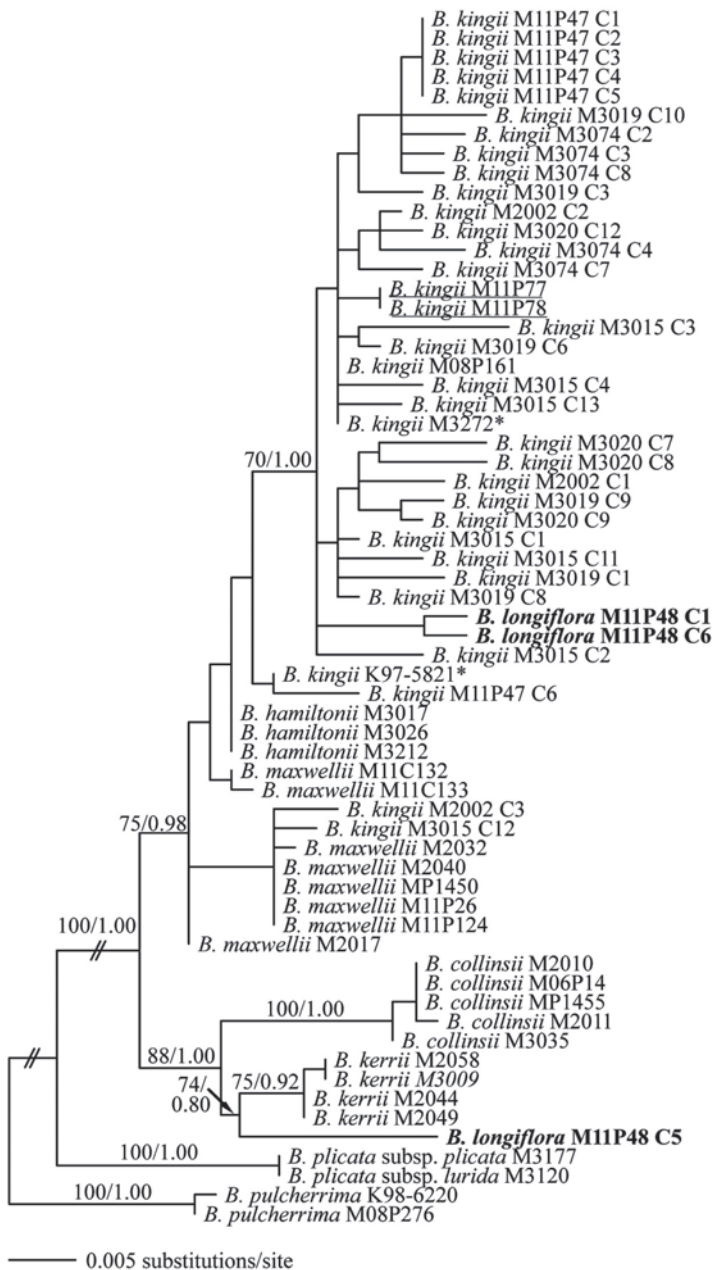 B. kingii M11P47 C1
B. kingii M11P47 C2
B. kingii M11P47 C3
B. kingii M11P47 C4
B. kingii M11P47 C5
B. kingii M3019 C10
B. kingii M3074 C2
B. kingii M3074 C3
B. kingii M3074 C8
B. kingii M3019 C3
B. kingii M2002 C2
B. kingii M3020 C12
B. kingii M3074 C4
B. kingii M3074 C7
B. kingii M11P77
B. kingii M11P78
B. kingii M3015 C3
B. kingii M3019 C6
B. kingii M08P161
B. kingii M3015 C4
B. kingii M3015 C13
B. kingii M3272*
70/1.00
B. kingii M3020 C7
B. kingii M3020 C8
B. kingii M2002 C1
B. kingii M3019 C9
B. kingii M3020 C9
B. kingii M3015 C1
B. kingii M3015 C11
B. kingii M3019 C1
B. kingii M3019 C8
B. longiflora M11P48 C1
B. longiflora M11P48 C6
B. kingii M3015 C2
B. kingii K97-5821*
B. kingii M11P47 C6
B. hamiltonii M3017
B. hamiltonii M3026
B. hamiltonii M3212
B. maxwellii M11C132
B. maxwellii M11C133
B. kingii M2002 C3
75/0.98
B. kingii M3015 C12
B. maxwellii M2032
B. maxwellii M2040
B. maxwellii MP1450
B. maxwellii M11P26
B. maxwellii M11P124
100/1.00
B. maxwellii M2017
B. collinsii M2010
B. collinsii M06P14
B. collinsii MP1455
100/1.00
B. collinsii M2011
B. collinsii M3035
88/1.00
B. kerrii M2058
B. kerrii M3009
74/
0.80
75/0.92
B. kerrii M2044
B. kerrii M2049
B. longiflora M11P48 C5
100/1.00
B. plicata subsp. plicata M3177
B. plicata subsp. lurida M3120
100/1.00
B. pulcherrima K98-6220
B. pulcherrima M08P276
0.005 substitutions/site